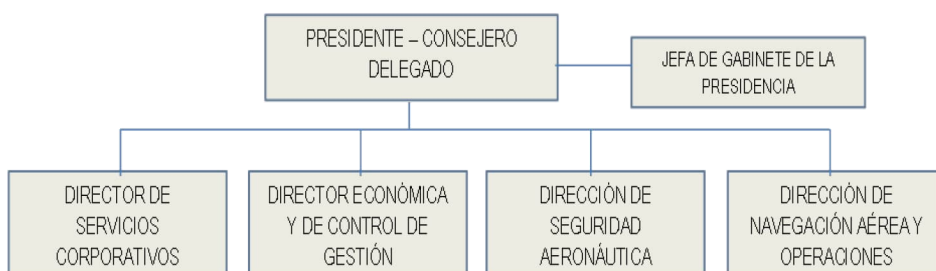 PRESIDENTE – CONSEJERO
DELEGADO
JEFA DE GABINETE DE LA
PRESIDENCIA
DIRECTOR DE
SERVICIOS
CORPORATIVOS
DIRECTOR ECONÓMICA
Y DE CONTROL DE
GESTIÓN
DIRECCIÓN DE
SEGURIDAD
AERONÁUTICA
DIRECCIÓN DE
NAVEGACIÓN AÉREA Y
OPERACIONES